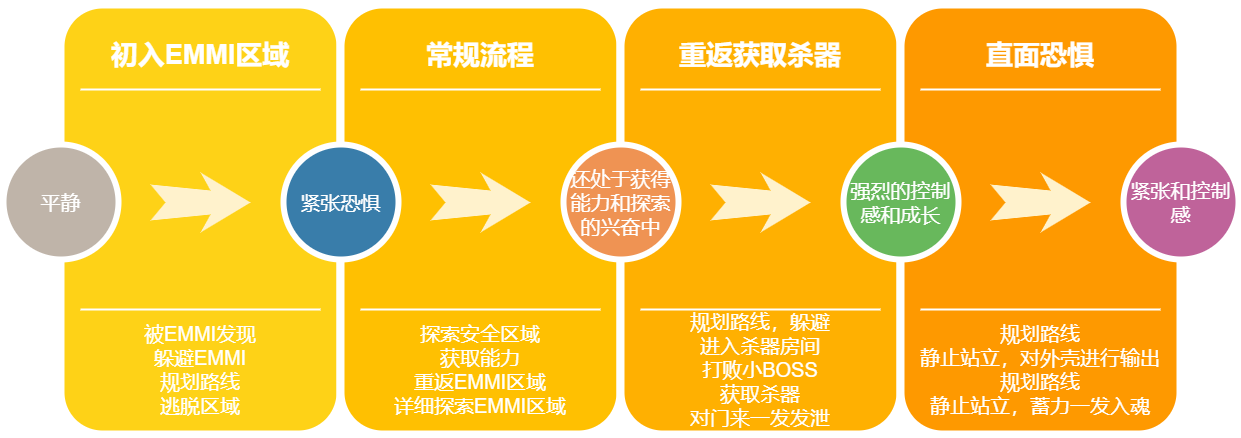 初入EMMI区域
常规流程
重返获取杀器
直面恐惧
平静
紧张恐惧
还处于获得
能力和探索
的兴奋中
强烈的控制
感和成长
紧张和控制
感
被EMMI发现
躲避EMMI
规划路线
逃脱区域
探索安全区域
获取能力
重返EMMI区域
详细探索EMMI区域
规划路线，躲避
进入杀器房间
打败小BOSS
获取杀器
对门来一发发泄
规划路线
静止站立，对外壳进行输出
规划路线
静止站立，蓄力一发入魂